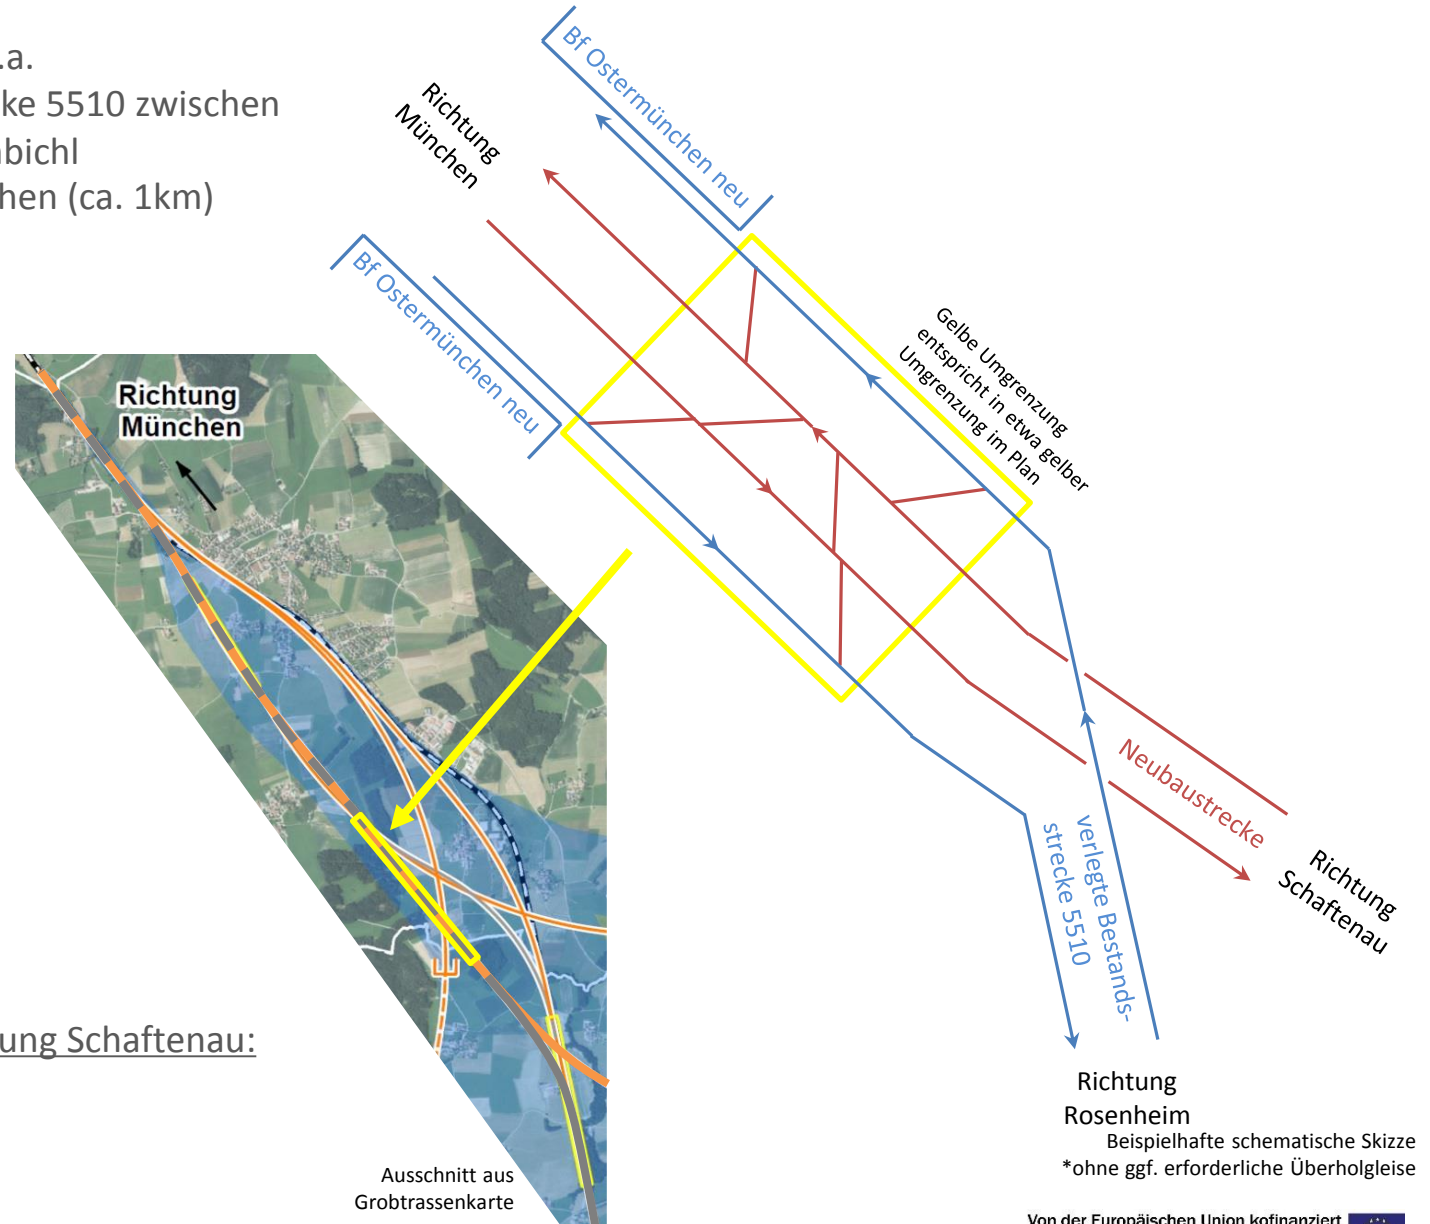 .a.
ke 5510 zwischen
bichl
hen (ca. 1km)
Bf Ostermünchen neu
Richtung
München
Bf Ostermünchen neu
Gelbe Umgrenzung
entspricht in etwa gelber
Umgrenzung im Plan
Richtung
München
Neubaustrecke
verlegte Bestands-
strecke 5510
Richtung
Schaftenau
ung Schaftenau:
Richtung
Rosenheim
Beispielhafte schematische Skizze
*ohne ggf. erforderliche Überholgleise
Ausschnitt aus
Grobtrassenkarte
Von der Europäischen Union kofinanziert